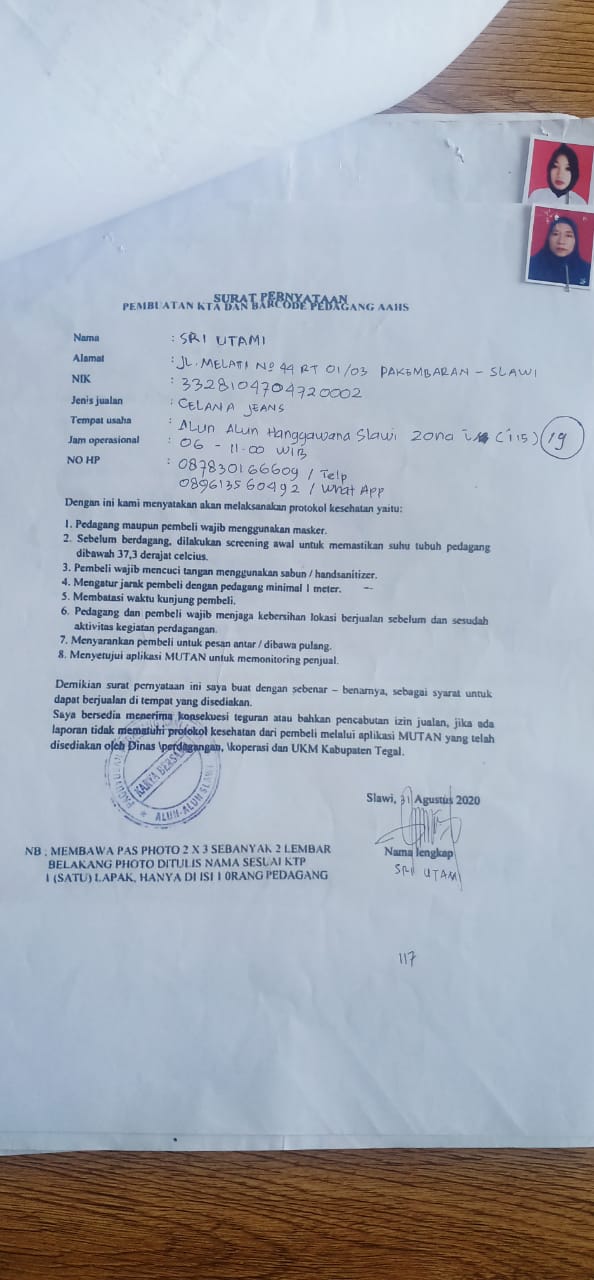 SURAT PERNYATAAN
PEMBUATAN KTA DAN BARCODE PEDAGANG AAHS
Nama : SRI UTAMI
Alamat : JL. MELATI No 44 RT 01/03 PAKEMBARAN - SLAWI
NIK : 3328104704720002
Jenis jualan : CELANA JEANS
Tempat usaha : Alun Alun Hanggawana Slawi Zona i (i15) 19
Jam operasional : 06 - 11.00 WIB
NO HP : 087830166609 / Telp
089613560492 / What App
Dengan ini kami menyatakan akan melaksanakan protokol kesehatan yaitu:
1. Pedagang maupun pembeli wajib menggunakan masker.
2. Sebelum berdagang, dilakukan screening awal untuk memastikan suhu tubuh pedagang
dibawah 37,3 derajat celcius.
3. Pembeli wajib mencuci tangan menggunakan sabun / handsanitizer.
4. Mengatur jarak pembeli dengan pedagang minimal 1 meter.
5. Membatasi waktu kunjung pembeli.
6. Pedagang dan pembeli wajib menjaga kebersihan lokasi berjualan sebelum dan sesudah
aktivitas kegiatan perdagangan.
7. Menyarankan pembeli untuk pesan antar / dibawa pulang.
8. Menyetujui aplikasi MUTAN untuk memonitoring penjual.
Demikian surat pernyataan ini saya buat dengan sebenar – benarnya, sebagai syarat untuk
dapat berjualan di tempat yang disediakan.
Saya bersedia menerima konsekuesi teguran atau bahkan pencabutan izin jualan, jika ada
laporan tidak mematuhi protokol kesehatan dari pembeli melalui aplikasi MUTAN yang telah
disediakan oleh Dinas \perdagangan, \koperasi dan UKM Kabupaten Tegal.
PAGUYUBAN
KARYA BERSAMA
ALUN-ALUN SLAWI
Slawi, 31 Agustus 2020
Nama lengkap
SRI UTAMI
NB : MEMBAWA PAS PHOTO 2 X 3 SEBANYAK 2 LEMBAR
BELAKANG PHOTO DITULIS NAMA SESUAI KTP
1 (SATU) LAPAK, HANYA DI ISI 1 0RANG PEDAGANG
117